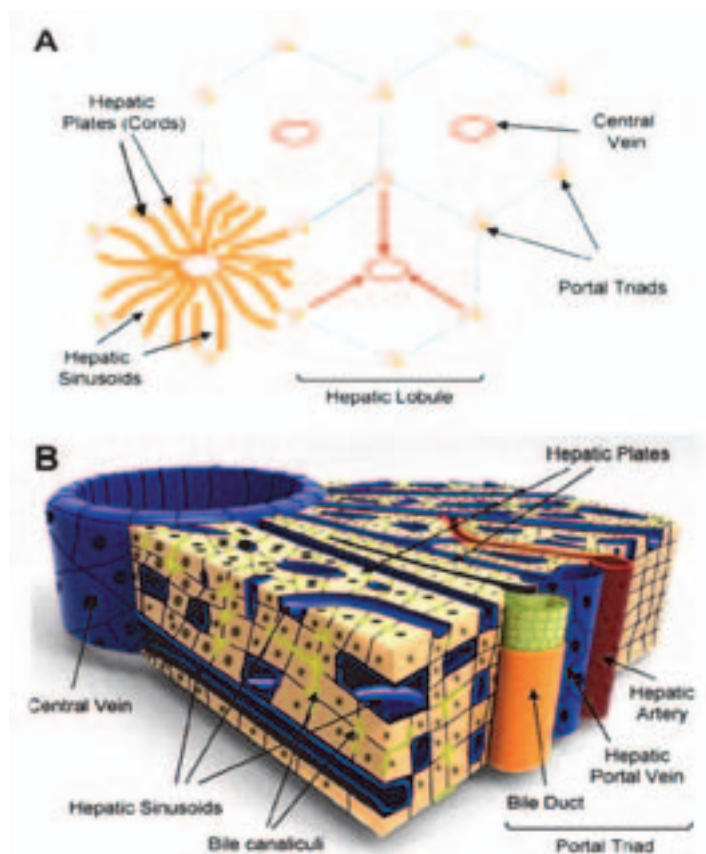 A
Hepatic
Plates (Cords)
Central
Vein
Portal Triads
Hepatic
Sinusoids
Hepatic Lobule
B
Hepatic Plates
Central Vein
Hepatic
Artery
Hepatic
Portal Vein
Hepatic Sinusoids
Bile Duct
Bile canaliculi
Portal Triad